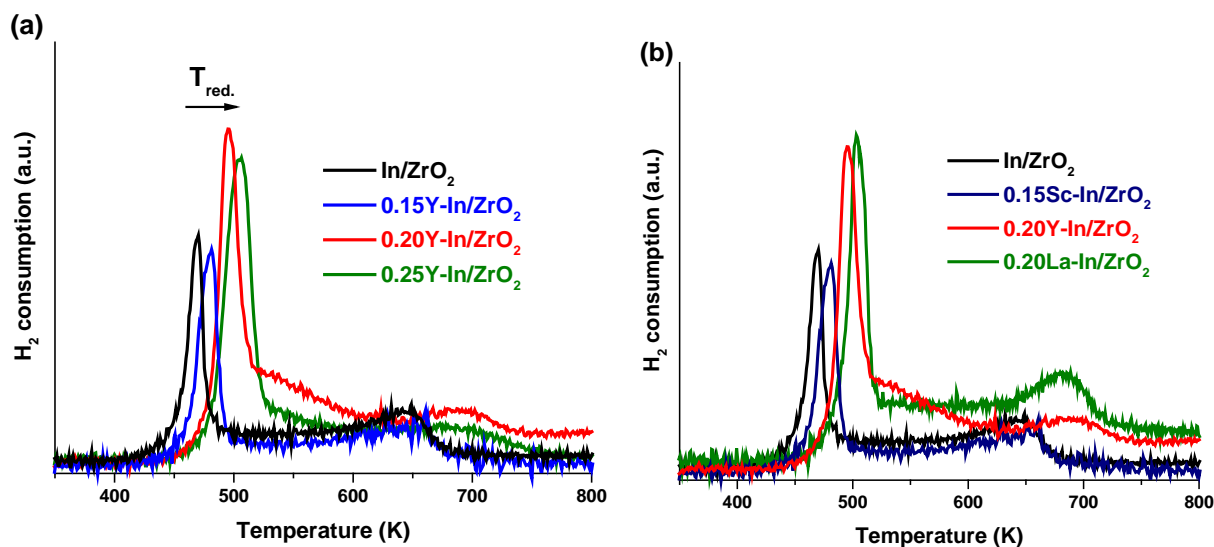 (a)
T_red.
H₂ consumption (a.u.)
In/ZrO₂
0.15Y-In/ZrO₂
0.20Y-In/ZrO₂
0.25Y-In/ZrO₂
400 500 600 700 800
Temperature (K)
(b)
H₂ consumption (a.u.)
In/ZrO₂
0.15Sc-In/ZrO₂
0.20Y-In/ZrO₂
0.20La-In/ZrO₂
400 500 600 700 800
Temperature (K)